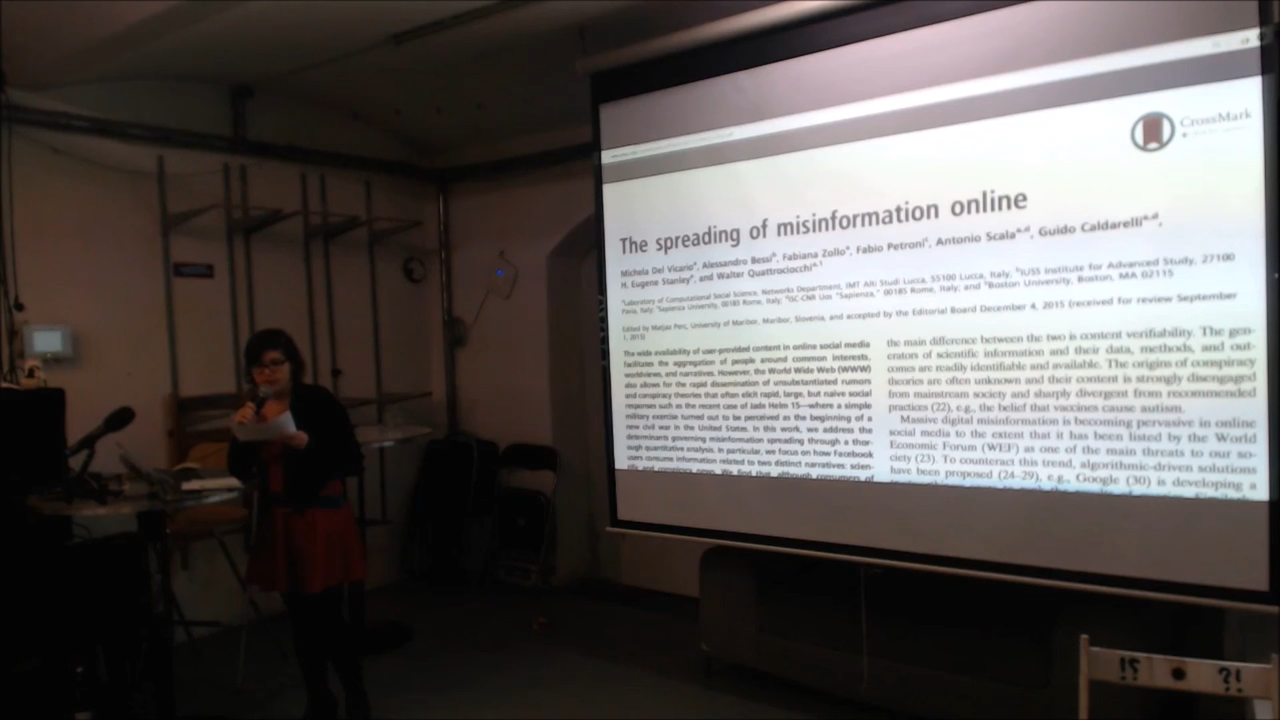 CrossMark
The spreading of misinformation online
Michela Del Vicario, Alessandro Bessi, Fabiana Zollo, Fabio Petroni, Antonio Scala, Guido Caldarelli,
H. Eugene Stanley, and Walter Quattrociocchi
Laboratory of Computational Social Science, Networks Department, IMT Alti Studi Lucca, 55100 Lucca, Italy; IUSS Institute for Advanced Study, 27100
Pavia, Italy; Sapienza University, 00185 Rome, Italy; ISC-CNR Uos "Sapienza," 00185 Rome, Italy; and Boston University, Boston, MA 02115
Edited by Matjaz Perc, University of Maribor, Maribor, Slovenia, and accepted by the Editorial Board December 4, 2015 (received for review September
1, 2015)
The wide availability of user-provided content in online social media
facilitates the aggregation of people around common interests,
worldviews, and narratives. However, the World Wide Web (WWW)
also allows for the rapid dissemination of unsubstantiated rumors
and conspiracy theories that often elicit rapid, large, but naive social
responses such as the recent case of Jade Helm 15—where a simple
military exercise turned out to be perceived as the beginning of a
new civil war in the United States. In this work, we address the
determinants governing misinformation spreading through a thor-
ough quantitative analysis. In particular, we focus on how Facebook
users consume information related to two distinct narratives: scien-
tific and conspiracy news. We find that, although consumers of
the main difference between the two is content verifiability. The gen-
erators of scientific information and their data, methods, and out-
comes are readily identifiable and available. The origins of conspiracy
theories are often unknown and their content is strongly disengaged
from mainstream society and sharply divergent from recommended
practices (22), e.g., the belief that vaccines cause autism.
Massive digital misinformation is becoming pervasive in online
social media to the extent that it has been listed by the World
Economic Forum (WEF) as one of the main threats to our so-
ciety (23). To counteract this trend, algorithmic-driven solutions
have been proposed (24–29), e.g., Google (30) is developing a
!? ?!